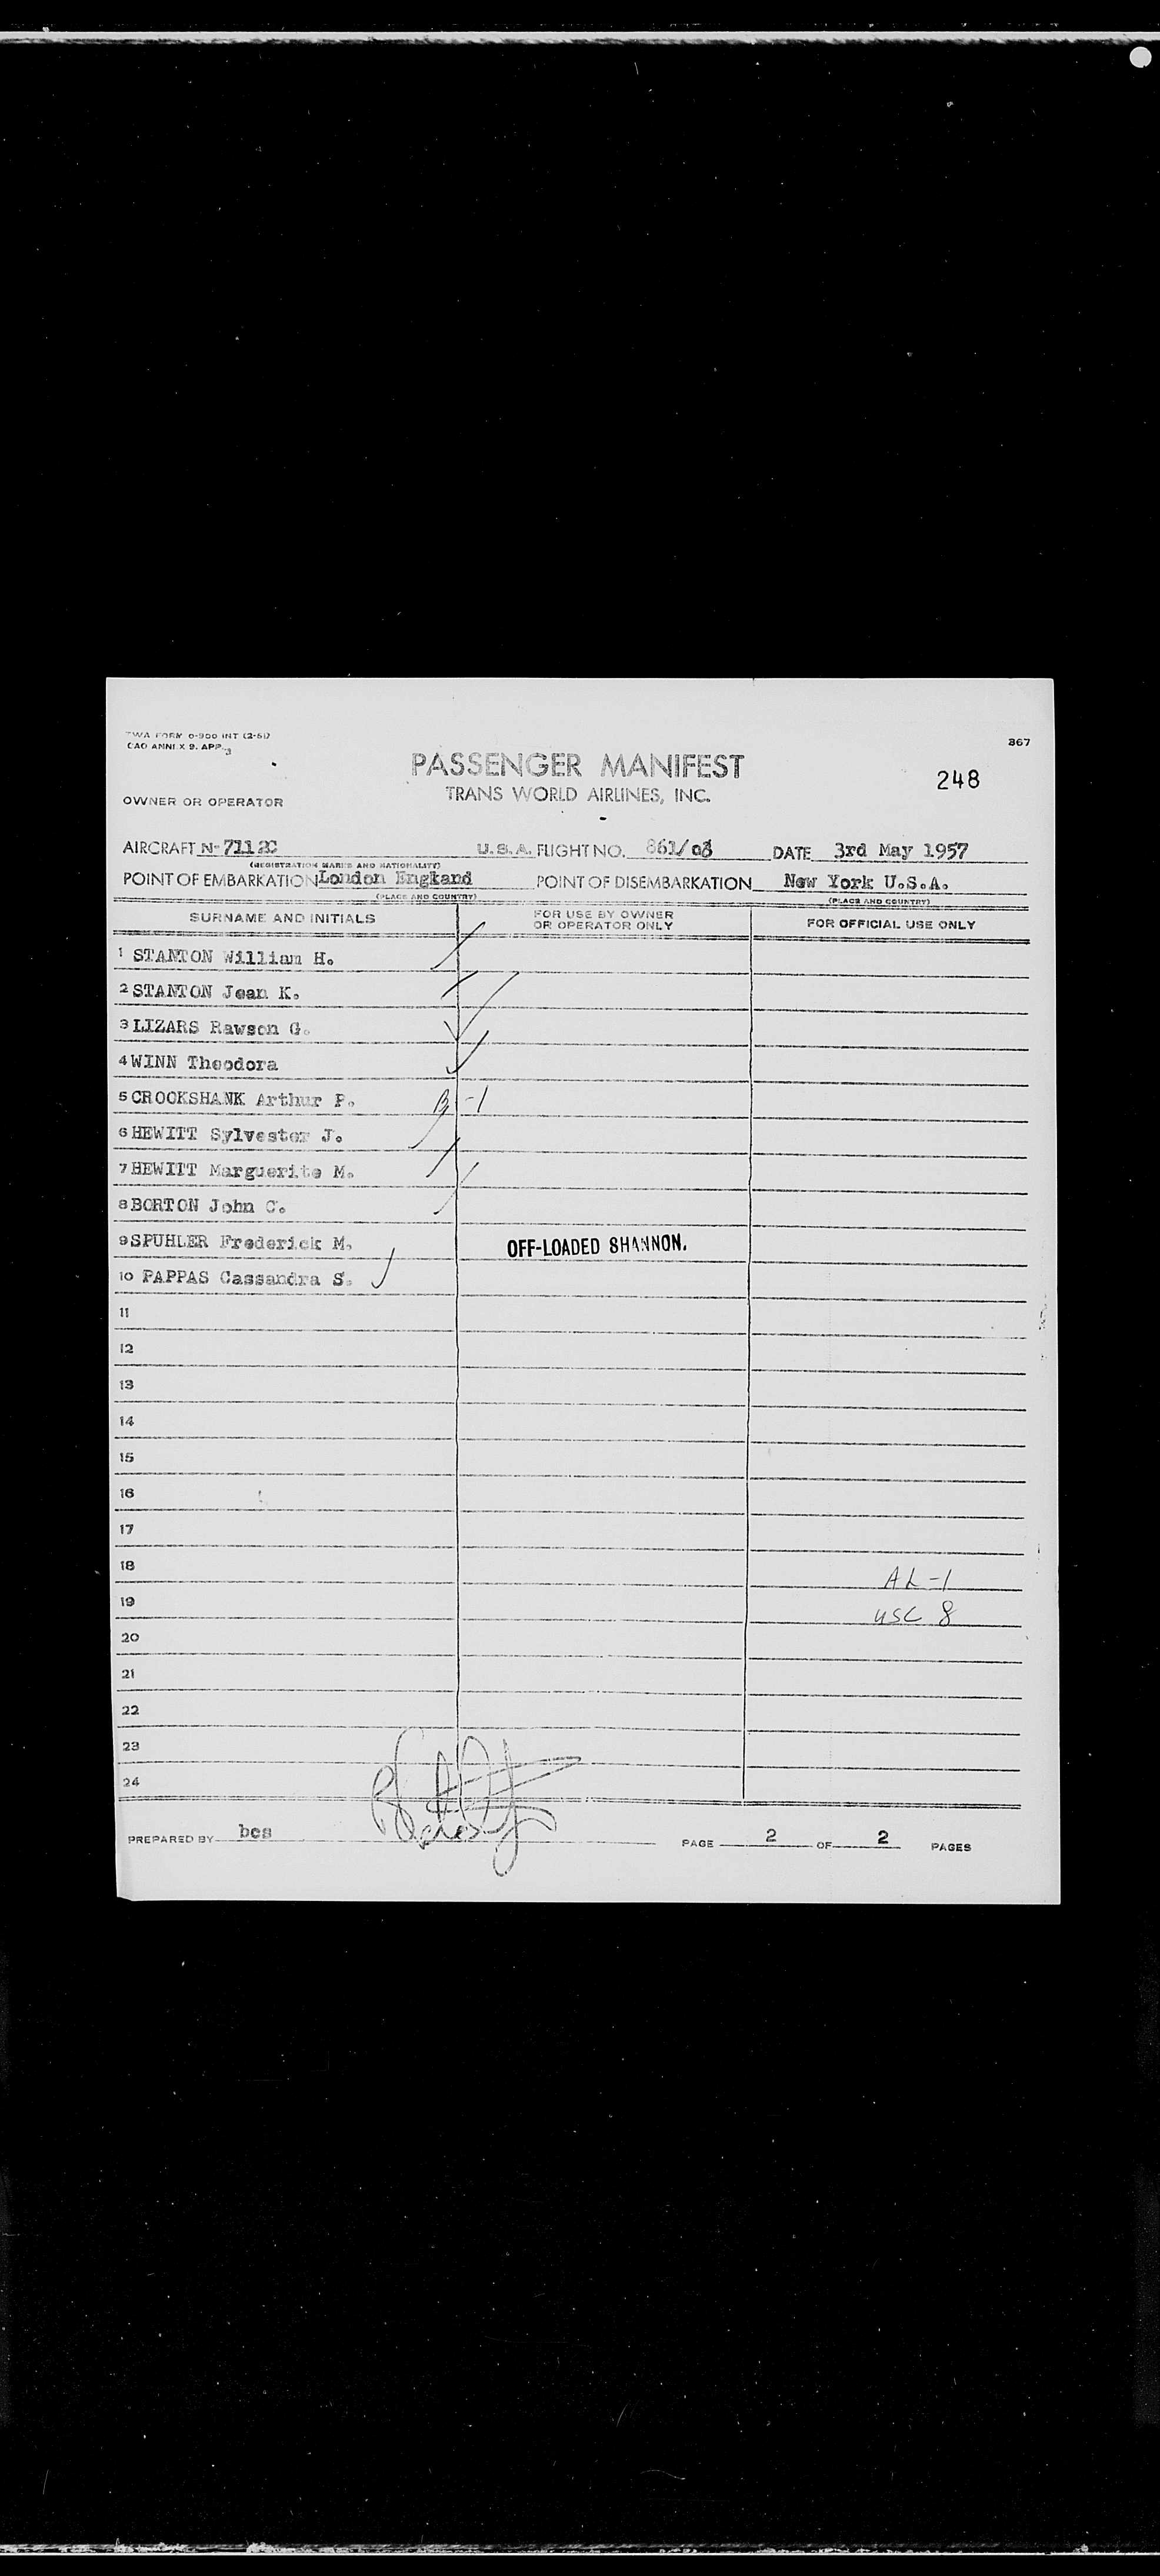 TWA FORM 0-900 INT (2-51)
CAO ANNEX 9. APP. 3
367
PASSENGER MANIFEST
248
TRANS WORLD AIRLINES, INC.
OWNER OR OPERATOR
AIRCRAFT N-7112C U.S.A. FLIGHT NO. 861/03 DATE 3rd May 1957
(REGISTRATION MARKS AND NATIONALITY)
POINT OF EMBARKATION London England POINT OF DISEMBARKATION New York U.S.A.
(PLACE AND COUNTRY) (PLACE AND COUNTRY)
SURNAME AND INITIALS FOR USE BY OWNER OR OPERATOR ONLY FOR OFFICIAL USE ONLY
1 STANTON William H.
2 STANTON Jean K.
3 LIZARS Rawson G.
4 WINN Theodora
5 CROOKSHANK Arthur P. B-1
6 HEWITT Sylvester J.
7 HEWITT Marguerite M.
8 BORTON John C.
9 SPUHLER Frederick M. OFF-LOADED SHANNON.
10 PAPPAS Cassandra S.
11
12
13
14
15
16
17
18 AL-1
19 USC 8
20
21
22
23
24
PREPARED BY bcs PAGE 2 OF 2 PAGES